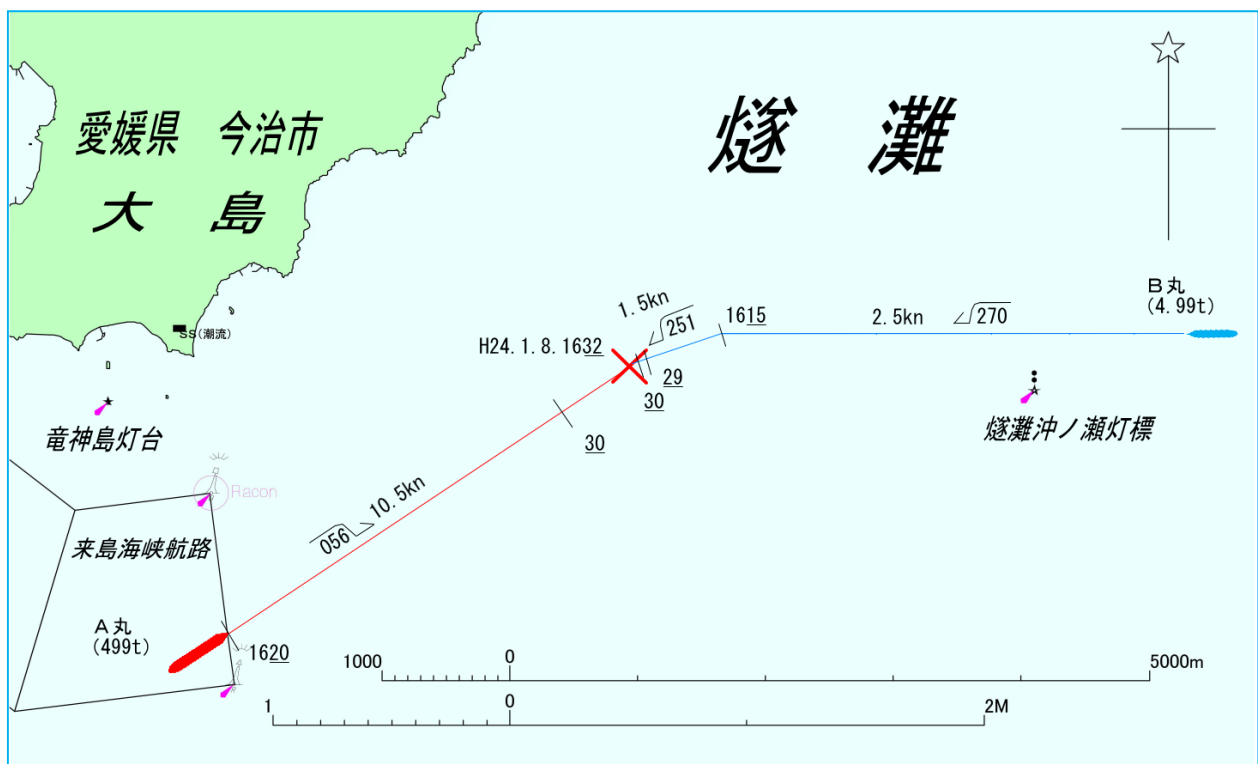 愛媛県 今治市
大島
燧灘
B丸
(4.99t)
1.5kn
251
1615
2.5kn
270
H24.1.8.1632
29
30
30
SS(潮流)
竜神島灯台
燧灘沖ノ瀬灯標
Racon
10.5kn
056
来島海峡航路
A丸
(499t)
1620
1000
0
5000m
1
0
2M